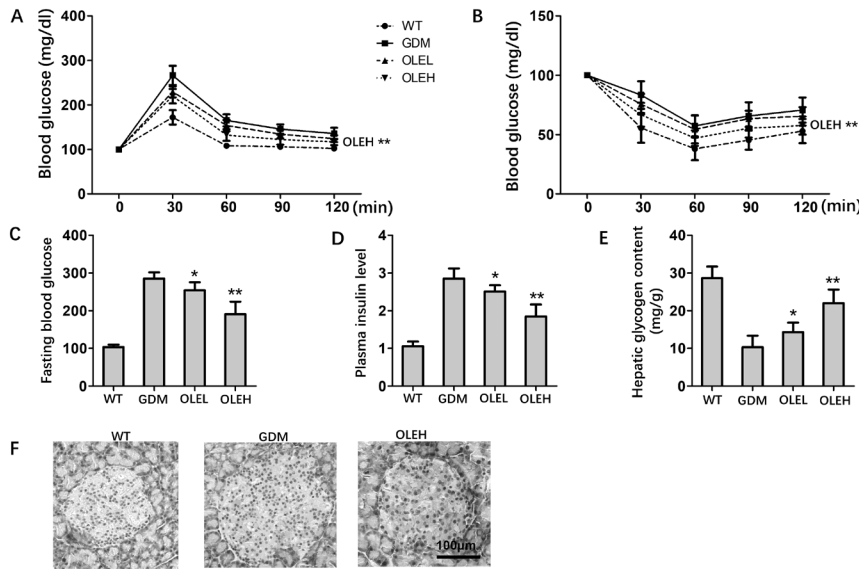 A
Blood glucose (mg/dl)
400
300
200
100
0
0 30 60 90 120 (min)
OLEH **
WT
GDM
OLEL
OLEH
B
Blood glucose (mg/dl)
150
100
50
0
0 30 60 90 120 (min)
OLEH **
C
Fasting blood glucose
400
300
200
100
0
* **
WT GDM OLEL OLEH
D
Plasma insulin level
4
3
2
1
0
* **
WT GDM OLEL OLEH
E
Hepatic glycogen content
(mg/g)
40
30
20
10
0
* **
WT GDM OLEL OLEH
F
WT GDM OLEH
100μm